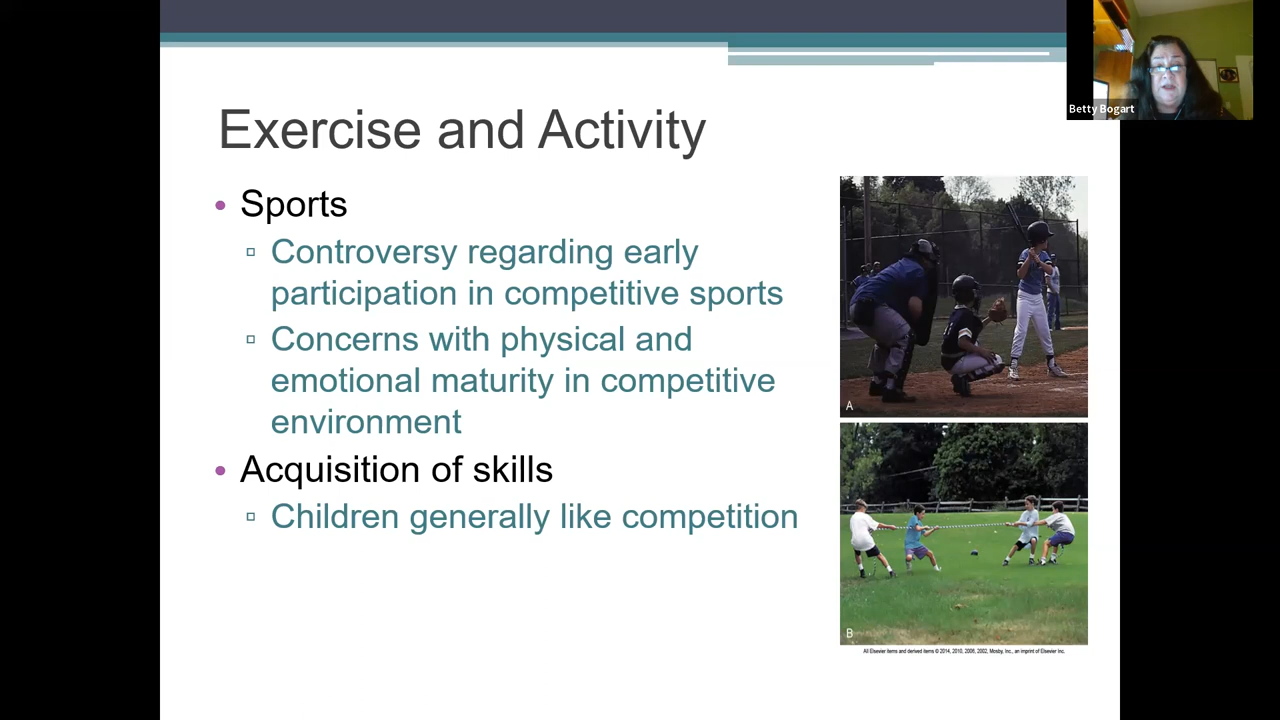 Betty Bogart
Exercise and Activity
• Sports
▫ Controversy regarding early
participation in competitive sports
▫ Concerns with physical and
emotional maturity in competitive
environment
• Acquisition of skills
▫ Children generally like competition
A
B
All Elsevier items and derived items © 2014, 2010, 2006, 2002, Mosby, Inc., an imprint of Elsevier Inc.